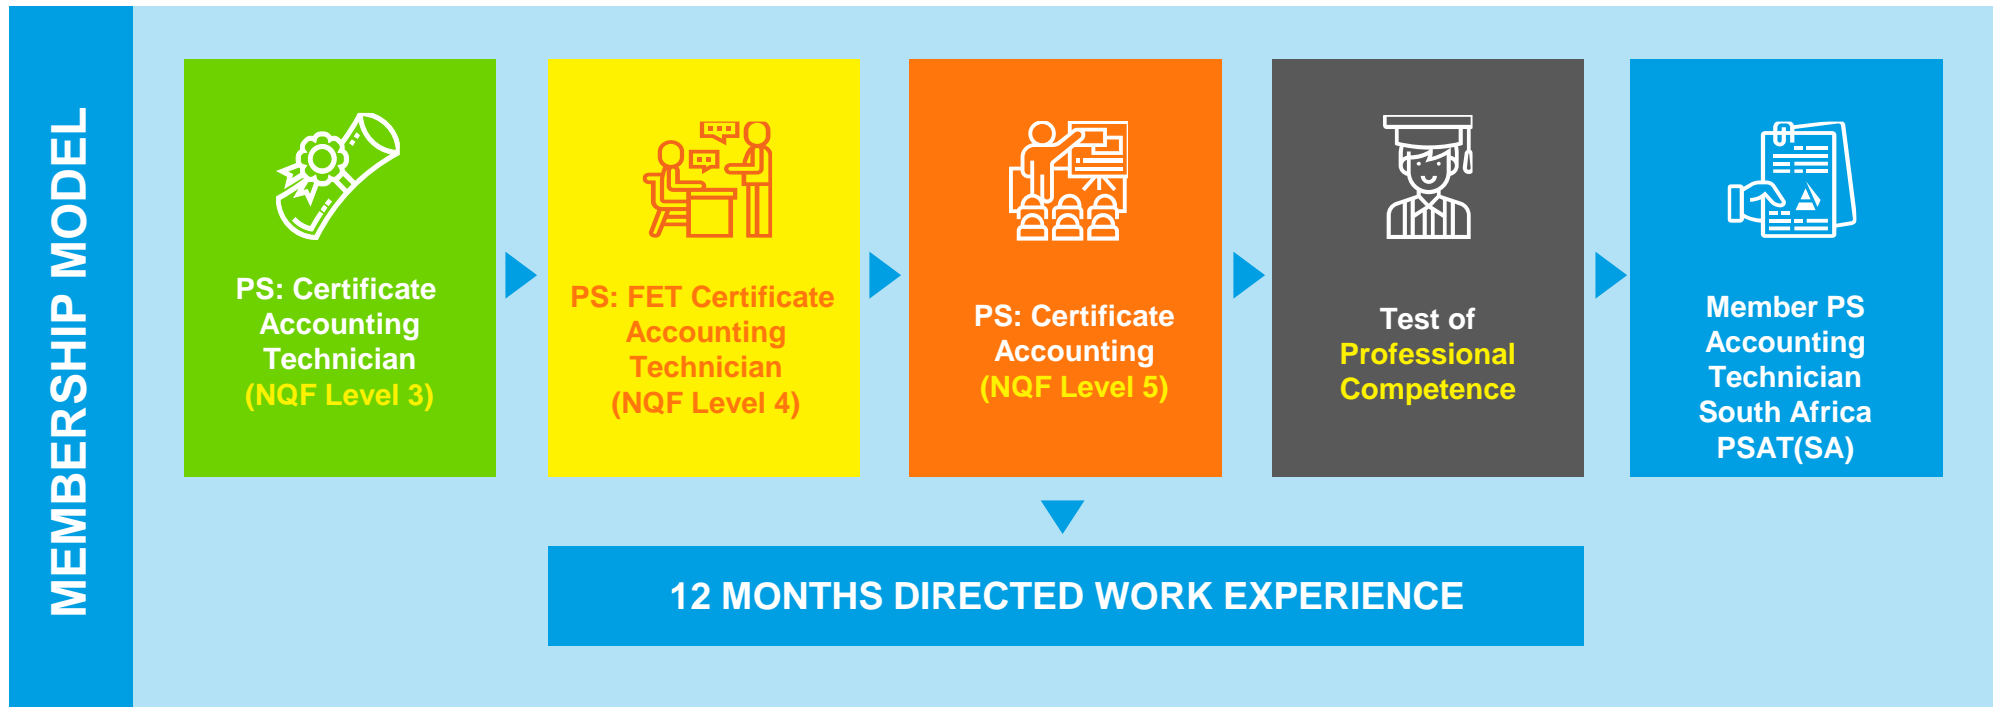 MEMBERSHIP MODEL
PS: Certificate
Accounting
Technician
(NQF Level 3)
PS: FET Certificate
Accounting
Technician
(NQF Level 4)
PS: Certificate
Accounting
(NQF Level 5)
Test of
Professional
Competence
Member PS
Accounting
Technician
South Africa
PSAT(SA)
12 MONTHS DIRECTED WORK EXPERIENCE